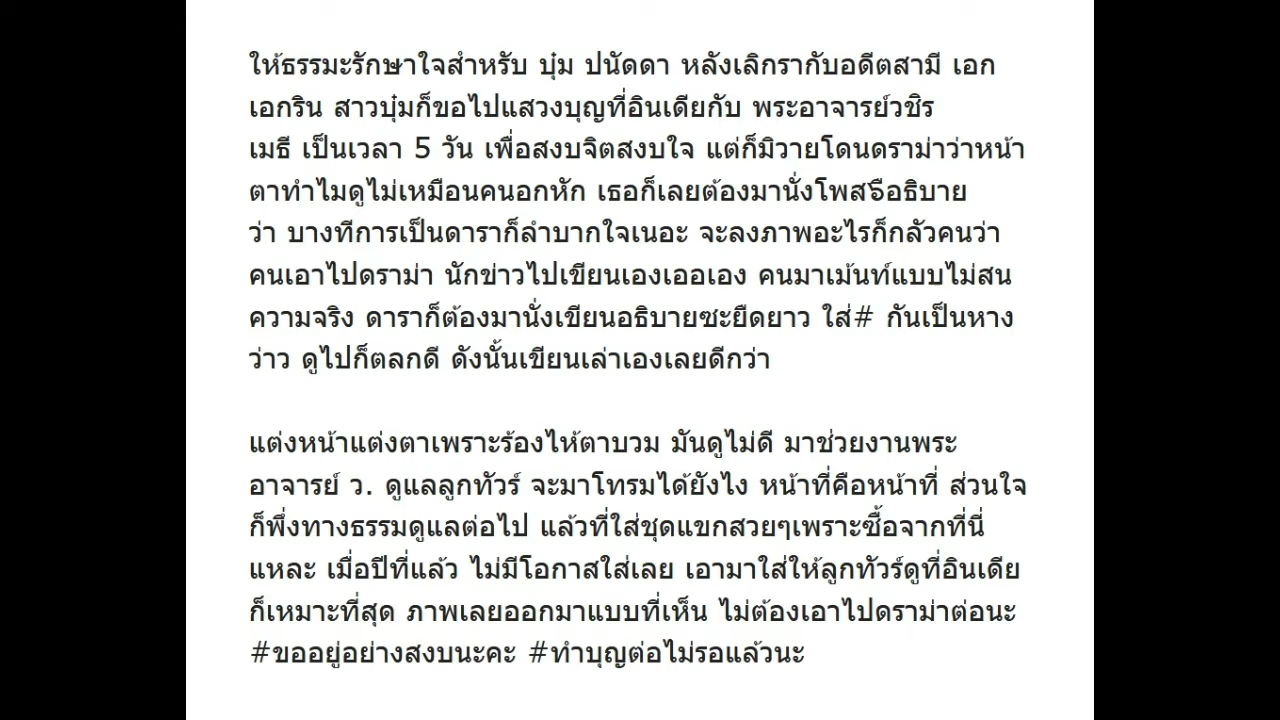 ให้ธรรมะรักษาใจสำหรับ บุ๋ม ปนัดดา หลังเลิกรากับอดีตสามี เอก
เอกริน สาวบุ๋มก็ขอไปแสวงบุญที่อินเดียกับ พระอาจารย์วชิร
เมธี เป็นเวลา 5 วัน เพื่อสงบจิตสงบใจ แต่ก็มิวายโดนดราม่าว่าหน้า
ตาทำไมดูไม่เหมือนคนอกหัก เธอก็เลยต้องมานั่งโพสจือธิบาย
ว่า บางทีการเป็นดาราก็ลำบากใจเนอะ จะลงภาพอะไรก็กลัวคนว่า
คนเอาไปดราม่า นักข่าวไปเขียนเองเออเอง คนมาเม้นท์แบบไม่สน
ความจริง ดาราก็ต้องมานั่งเขียนอธิบายซะยืดยาว ใส่# กันเป็นหาง
ว่าว ดูไปก็ตลกดี ดังนั้นเขียนเล่าเองเลยดีกว่า
แต่งหน้าแต่งตาเพราะร้องไห้ตาบวม มันดูไม่ดี มาช่วยงานพระ
อาจารย์ ว. ดูแลลูกทัวร์ จะมาโทรมได้ยังไง หน้าที่คือหน้าที่ ส่วนใจ
ก็พึ่งทางธรรมดูแลต่อไป แล้วที่ใส่ชุดแขกสวยๆเพราะซื้อจากที่นี่
แหละ เมื่อปีที่แล้ว ไม่มีโอกาสใส่เลย เอามาใส่ให้ลูกทัวร์ดูที่อินเดีย
ก็เหมาะที่สุด ภาพเลยออกมาแบบที่เห็น ไม่ต้องเอาไปดราม่าต่อนะ
#ขออยู่อย่างสงบนะคะ #ทำบุญต่อไม่รอแล้วนะ